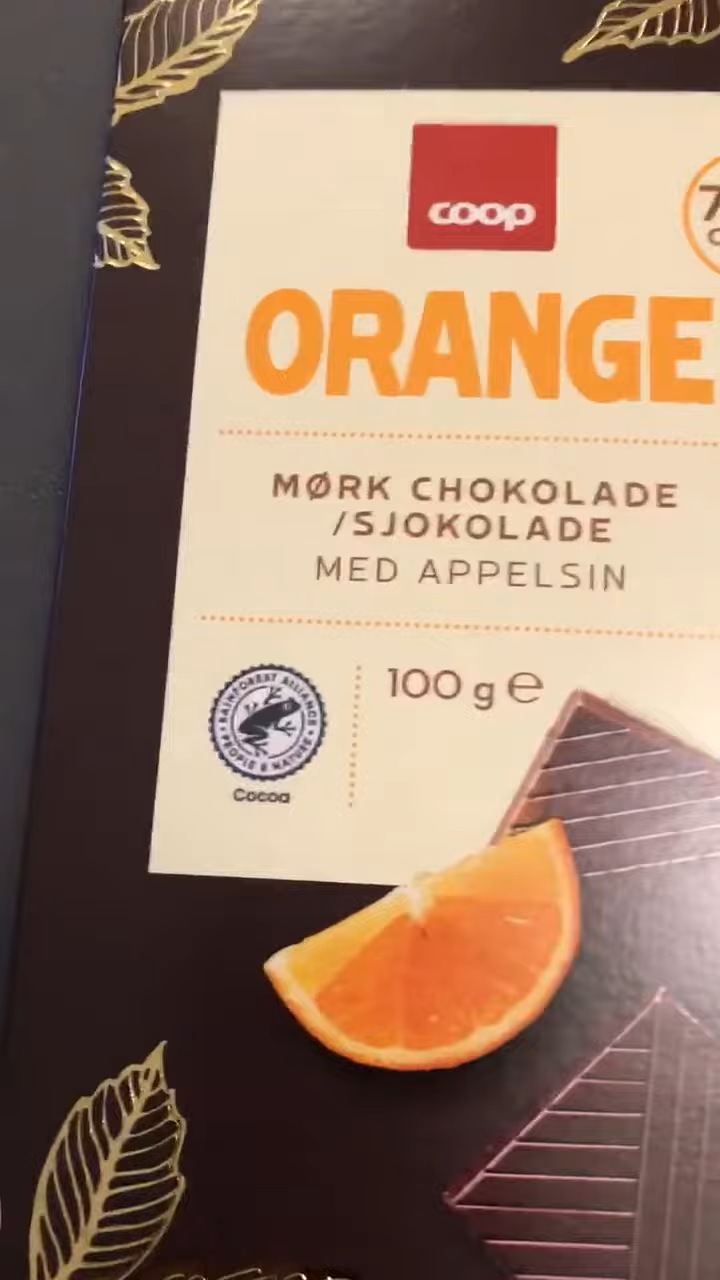 coop
ORANGE
MØRK CHOKOLADE
/SJOKOLADE
MED APPELSIN
100 g ℮
RAINFOREST ALLIANCE
PEOPLE & NATURE
Cocoa